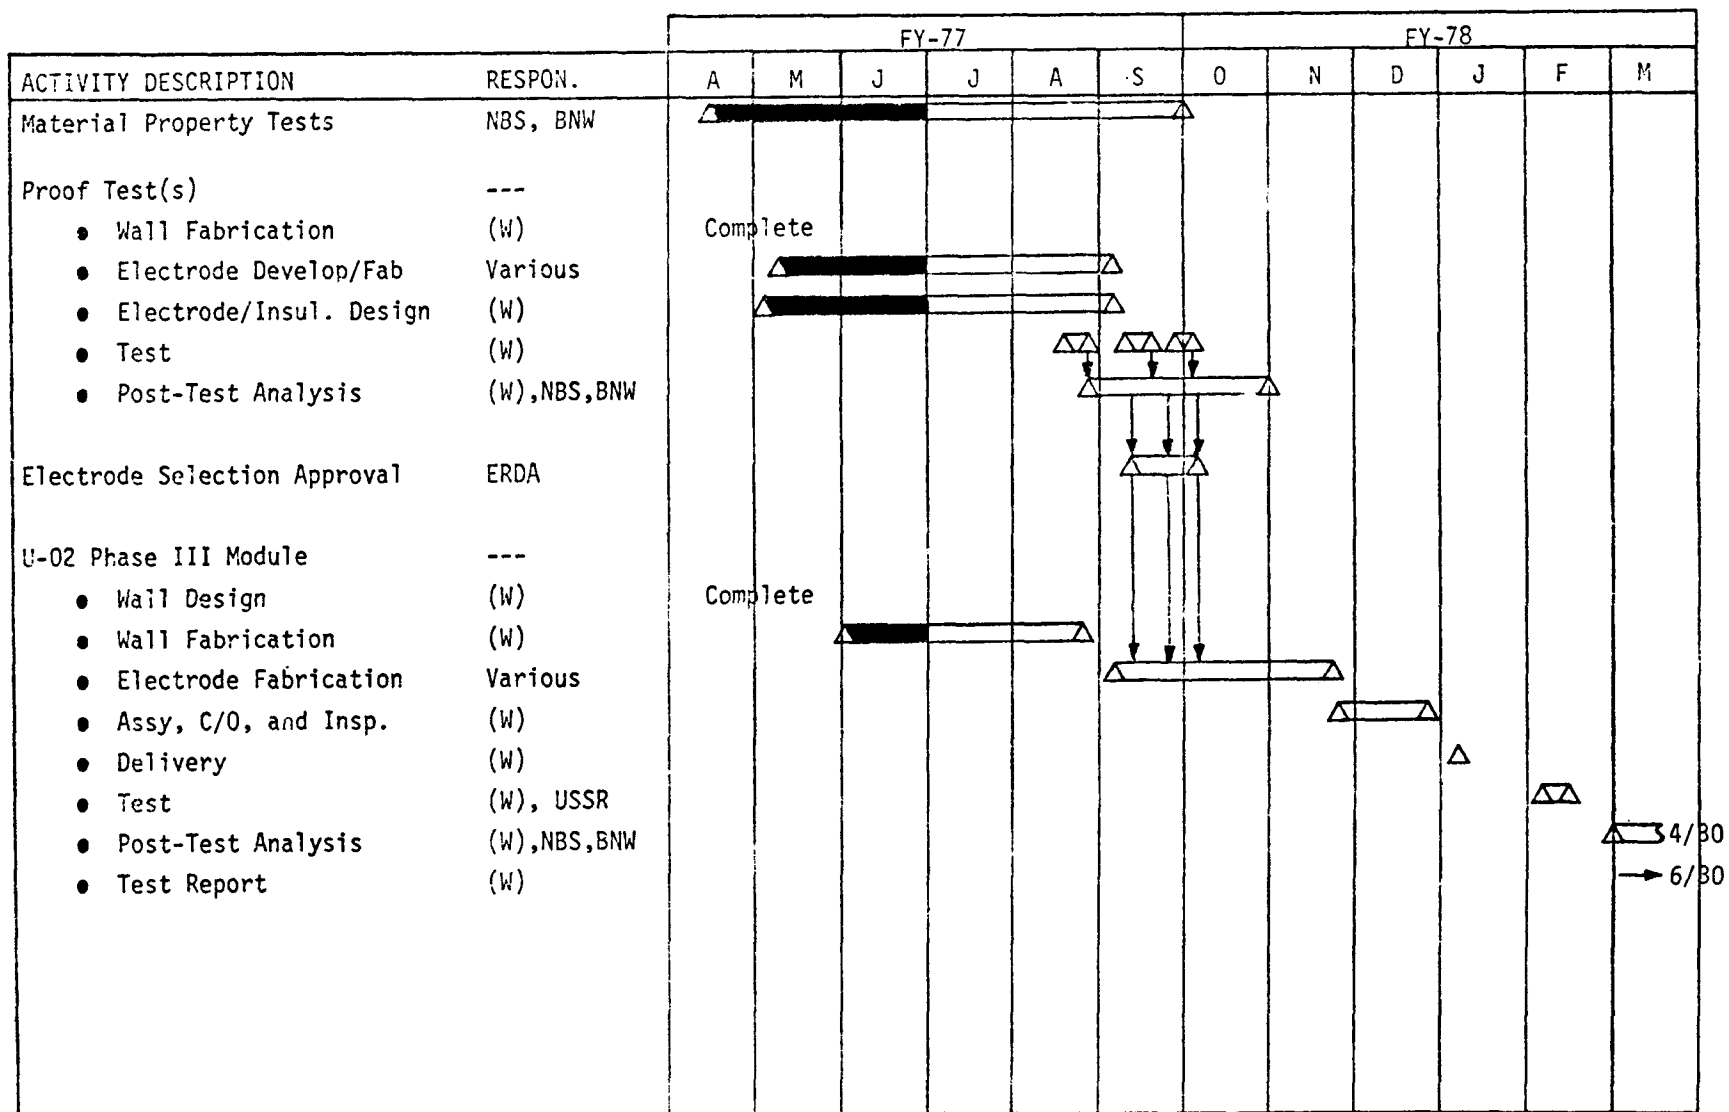 FY-77 FY-78
ACTIVITY DESCRIPTION RESPON. A M J J A S O N D J F M
Material Property Tests NBS, BNW
Proof Test(s) ---
• Wall Fabrication (W) Complete
• Electrode Develop/Fab Various
• Electrode/Insul. Design (W)
• Test (W)
• Post-Test Analysis (W),NBS,BNW
Electrode Selection Approval ERDA
U-02 Phase III Module ---
• Wall Design (W) Complete
• Wall Fabrication (W)
• Electrode Fabrication Various
• Assy, C/O, and Insp. (W)
• Delivery (W)
• Test (W), USSR
• Post-Test Analysis (W),NBS,BNW 4/30
• Test Report (W) 6/30